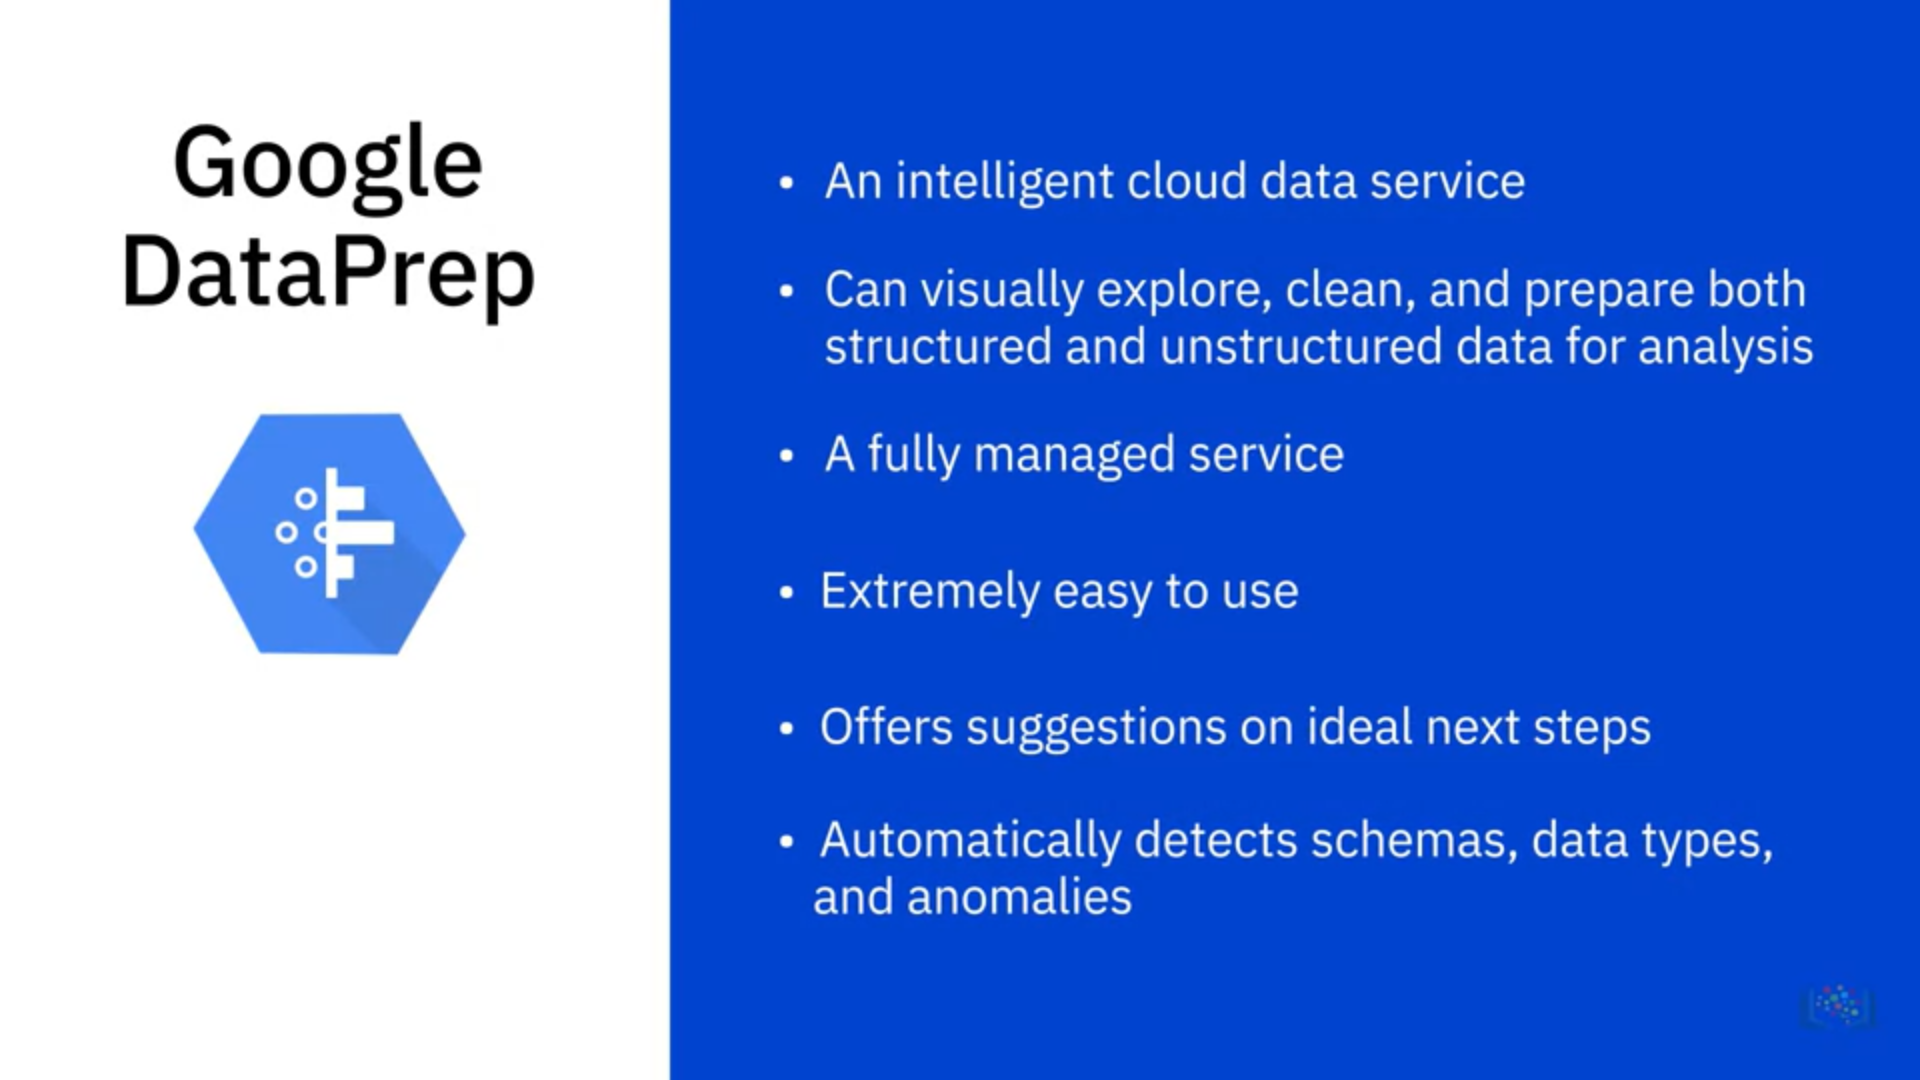 Google
DataPrep
• An intelligent cloud data service
• Can visually explore, clean, and prepare both
structured and unstructured data for analysis
• A fully managed service
• Extremely easy to use
• Offers suggestions on ideal next steps
• Automatically detects schemas, data types,
and anomalies